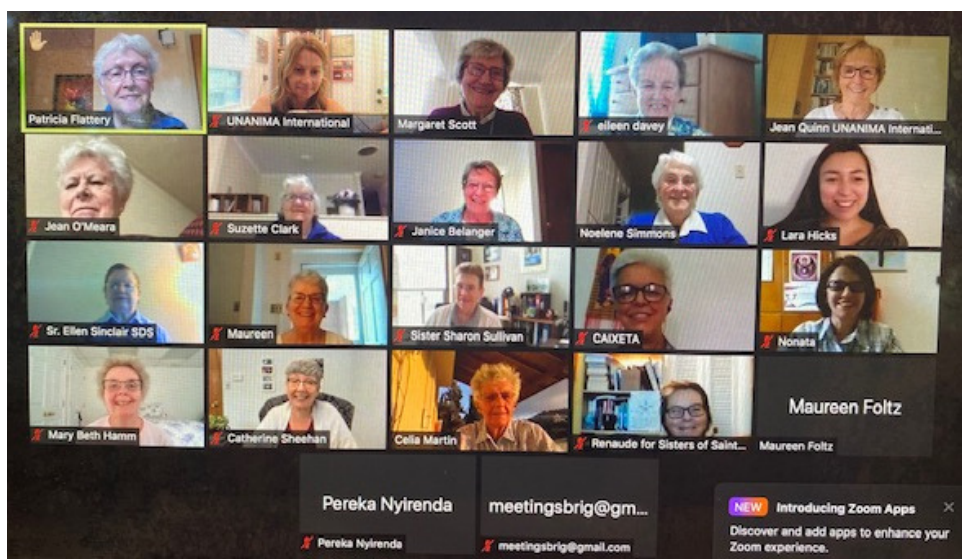 Patricia Flattery
UNANIMA International
Margaret Scott
eileen davey
Jean Quinn UNANIMA Internati...
Jean O'Meara
Suzette Clark
Janice Belanger
Noelene Simmons
Lara Hicks
Sr. Ellen Sinclair SDS
Maureen
Sister Sharon Sullivan
CAIXETA
Nonata
Mary Beth Hamm
Catherine Sheehan
Celia Martin
Renaude for Sisters of Saint...
Maureen Foltz
Maureen Foltz
Pereka Nyirenda
Pereka Nyirenda
meetingsbrig@gm...
meetingsbrig@gmail.com
NEW Introducing Zoom Apps
Discover and add apps to enhance your
Zoom experience.